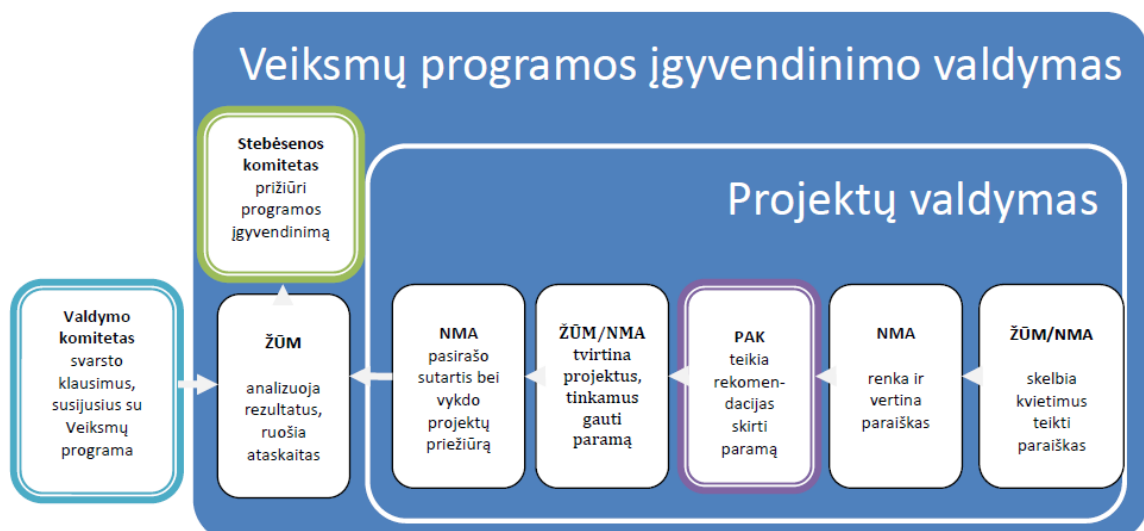 Veiksmų programos įgyvendinimo valdymas
Stebėsenos
komitetas
prižiūri
programos
įgyvendinimą
Projektų valdymas
Valdymo
komitetas
svarsto
klausimus,
susijusius su
Veiksmų
programa
ŽŪM
analizuoja
rezultatus,
ruošia
ataskaitas
NMA
pasirašo
sutartis bei
vykdo
projektų
priežiūrą
ŽŪM/NMA
tvirtina
projektus,
tinkamus
gauti
paramą
PAK
teikia
rekomen-
dacijas
skirti
paramą
NMA
renka ir
vertina
paraiškas
ŽŪM/NMA
skelbia
kvietimus
teikti
paraiškas